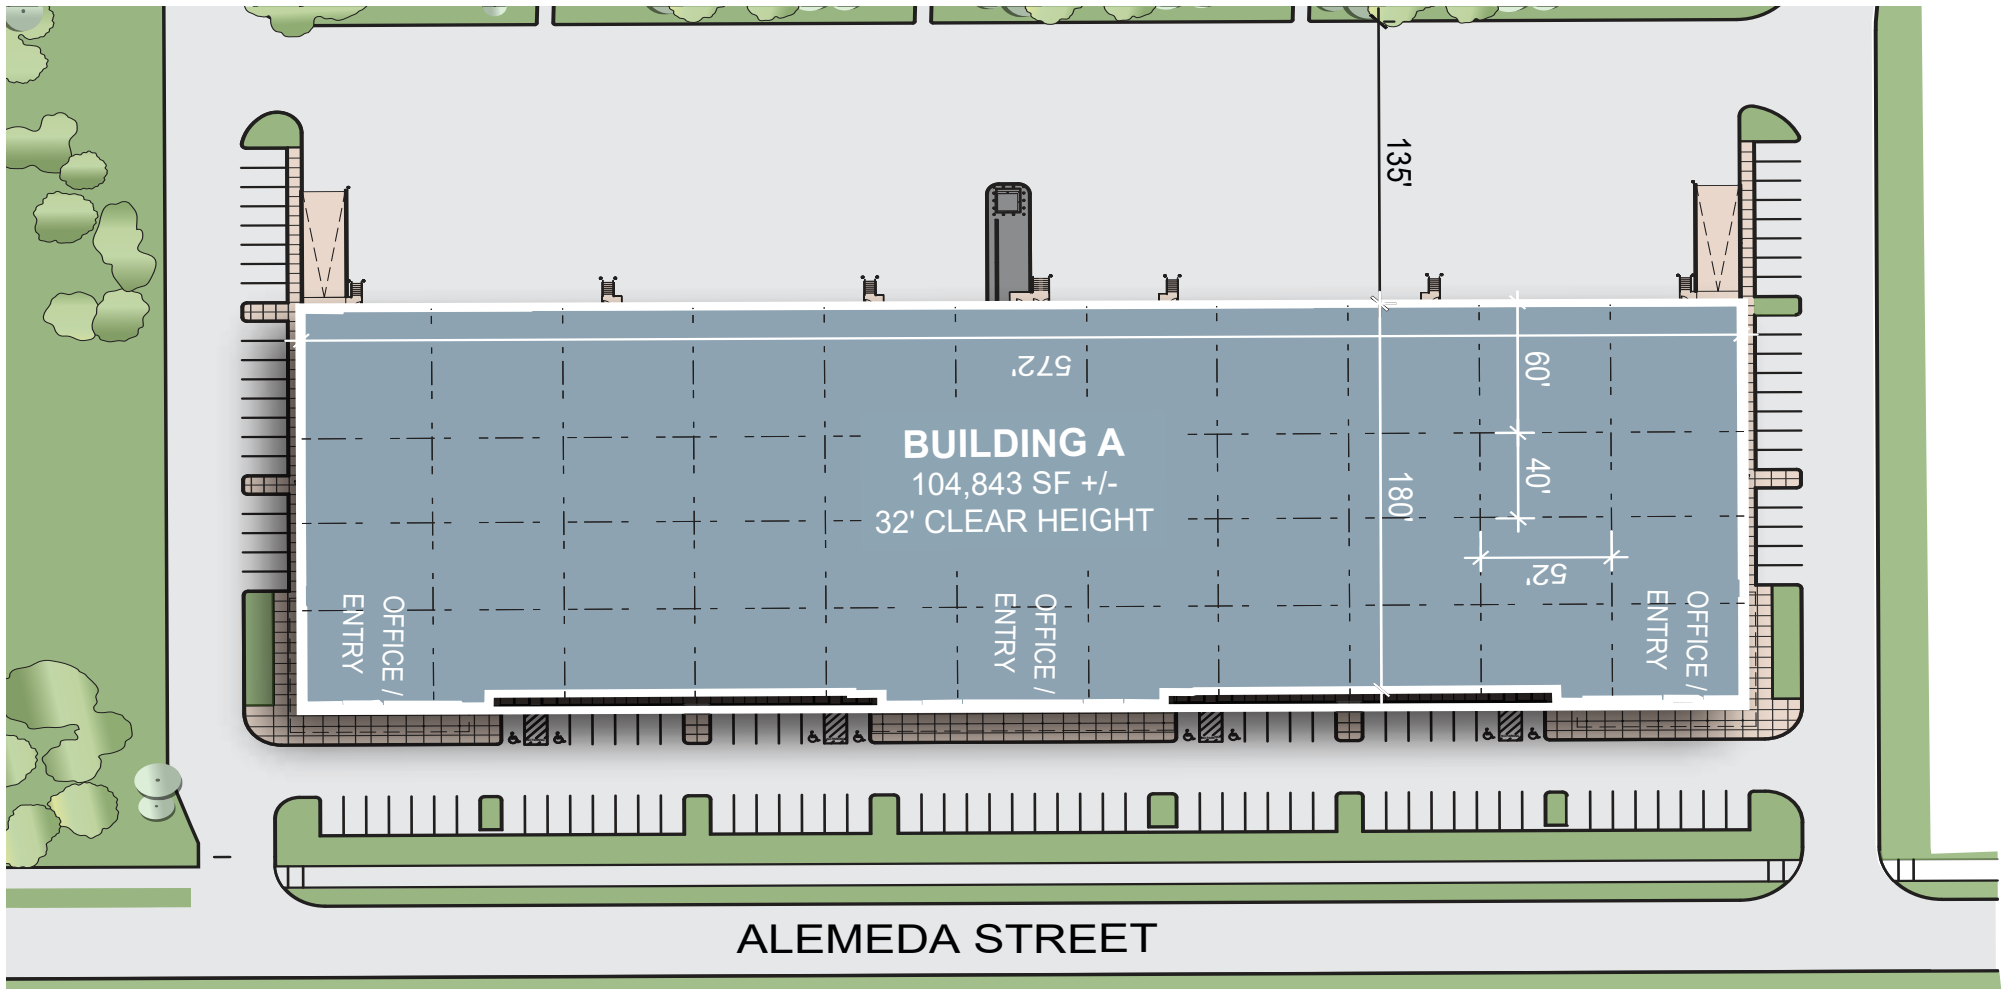 135'
572'
60'
BUILDING A
104,843 SF +/-
32' CLEAR HEIGHT
40'
180'
52'
OFFICE /
ENTRY
OFFICE /
ENTRY
OFFICE /
ENTRY
ALEMEDA STREET